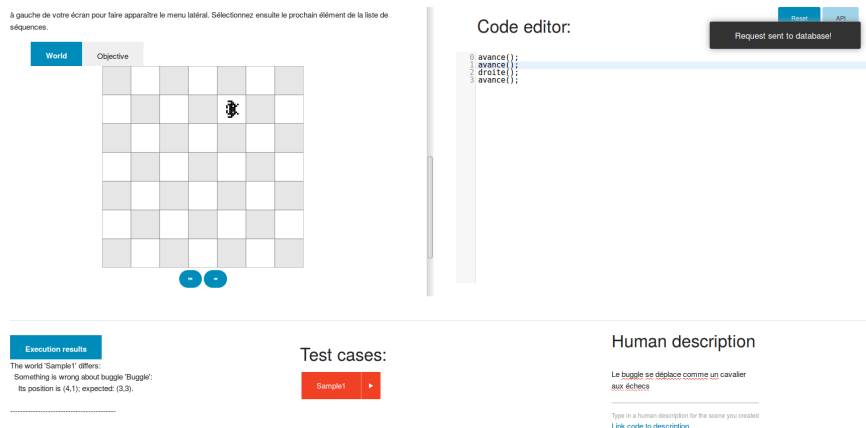 à gauche de votre écran pour faire apparaître le menu latéral. Sélectionnez ensuite le prochain élément de la liste de
séquences.
World
Objective
Code editor:
Reset
API
Request sent to database!
0 avance();
1 avance();
2 droite();
3 avance();
Execution results
The world 'Sample1' differs:
Something is wrong about buggle 'Buggle':
Its position is (4,1); expected: (3,3).
------------------------------------------
Test cases:
Sample1
Human description
Le buggle se déplace comme un cavalier
aux échecs
Type in a human description for the scene you created
Link code to description